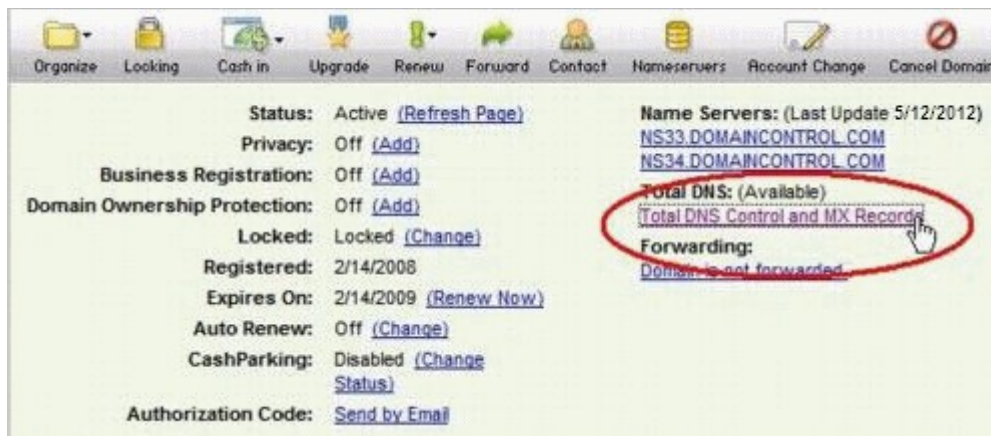 Organize Locking Cash in Upgrade Renew Forward Contact Nameservers Account Change Cancel Domain
Status: Active (Refresh Page)
Privacy: Off (Add)
Business Registration: Off (Add)
Domain Ownership Protection: Off (Add)
Locked: Locked (Change)
Registered: 2/14/2008
Expires On: 2/14/2009 (Renew Now)
Auto Renew: Off (Change)
CashParking: Disabled (Change
Status)
Authorization Code: Send by Email
Name Servers: (Last Update 5/12/2012)
NS33.DOMAINCONTROL.COM
NS34.DOMAINCONTROL.COM
Total DNS: (Available)
Total DNS Control and MX Records
Forwarding:
Domain is not forwarded.